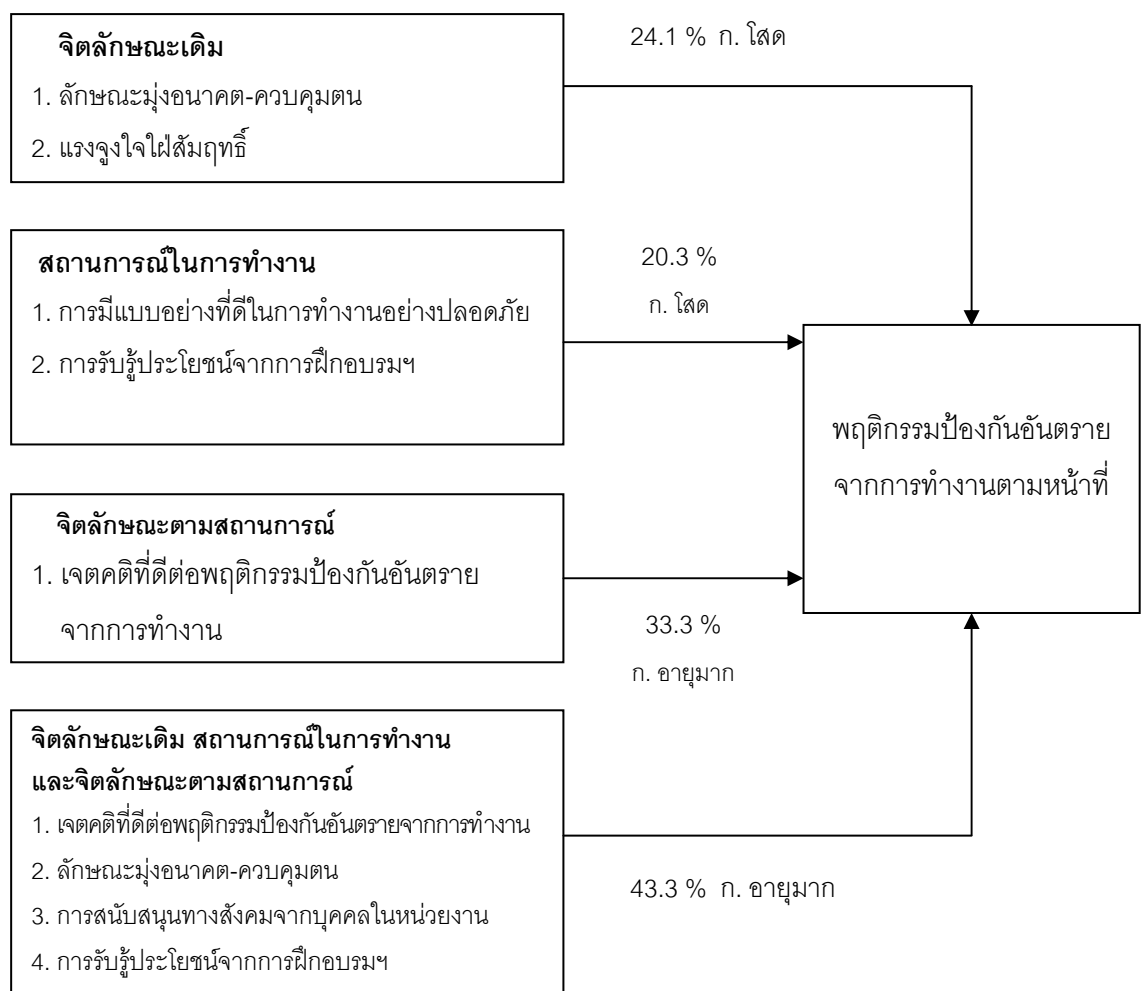 จิตลักษณะเดิม
1. ลักษณะมุ่งอนาคต-ควบคุมตน
2. แรงจูงใจใฝ่สัมฤทธิ์
24.1 % ก. โสด
สถานการณ์ในการทำงาน
1. การมีแบบอย่างที่ดีในการทำงานอย่างปลอดภัย
2. การรับรู้ประโยชน์จากการฝึกอบรมฯ
20.3 %
ก. โสด
พฤติกรรมป้องกันอันตราย
จากการทำงานตามหน้าที่
จิตลักษณะตามสถานการณ์
1. เจตคติที่ดีต่อพฤติกรรมป้องกันอันตราย
จากการทำงาน
33.3 %
ก. อายุมาก
จิตลักษณะเดิม สถานการณ์ในการทำงาน
และจิตลักษณะตามสถานการณ์
1. เจตคติที่ดีต่อพฤติกรรมป้องกันอันตรายจากการทำงาน
2. ลักษณะมุ่งอนาคต-ควบคุมตน
3. การสนับสนุนทางสังคมจากบุคคลในหน่วยงาน
4. การรับรู้ประโยชน์จากการฝึกอบรมฯ
43.3 % ก. อายุมาก